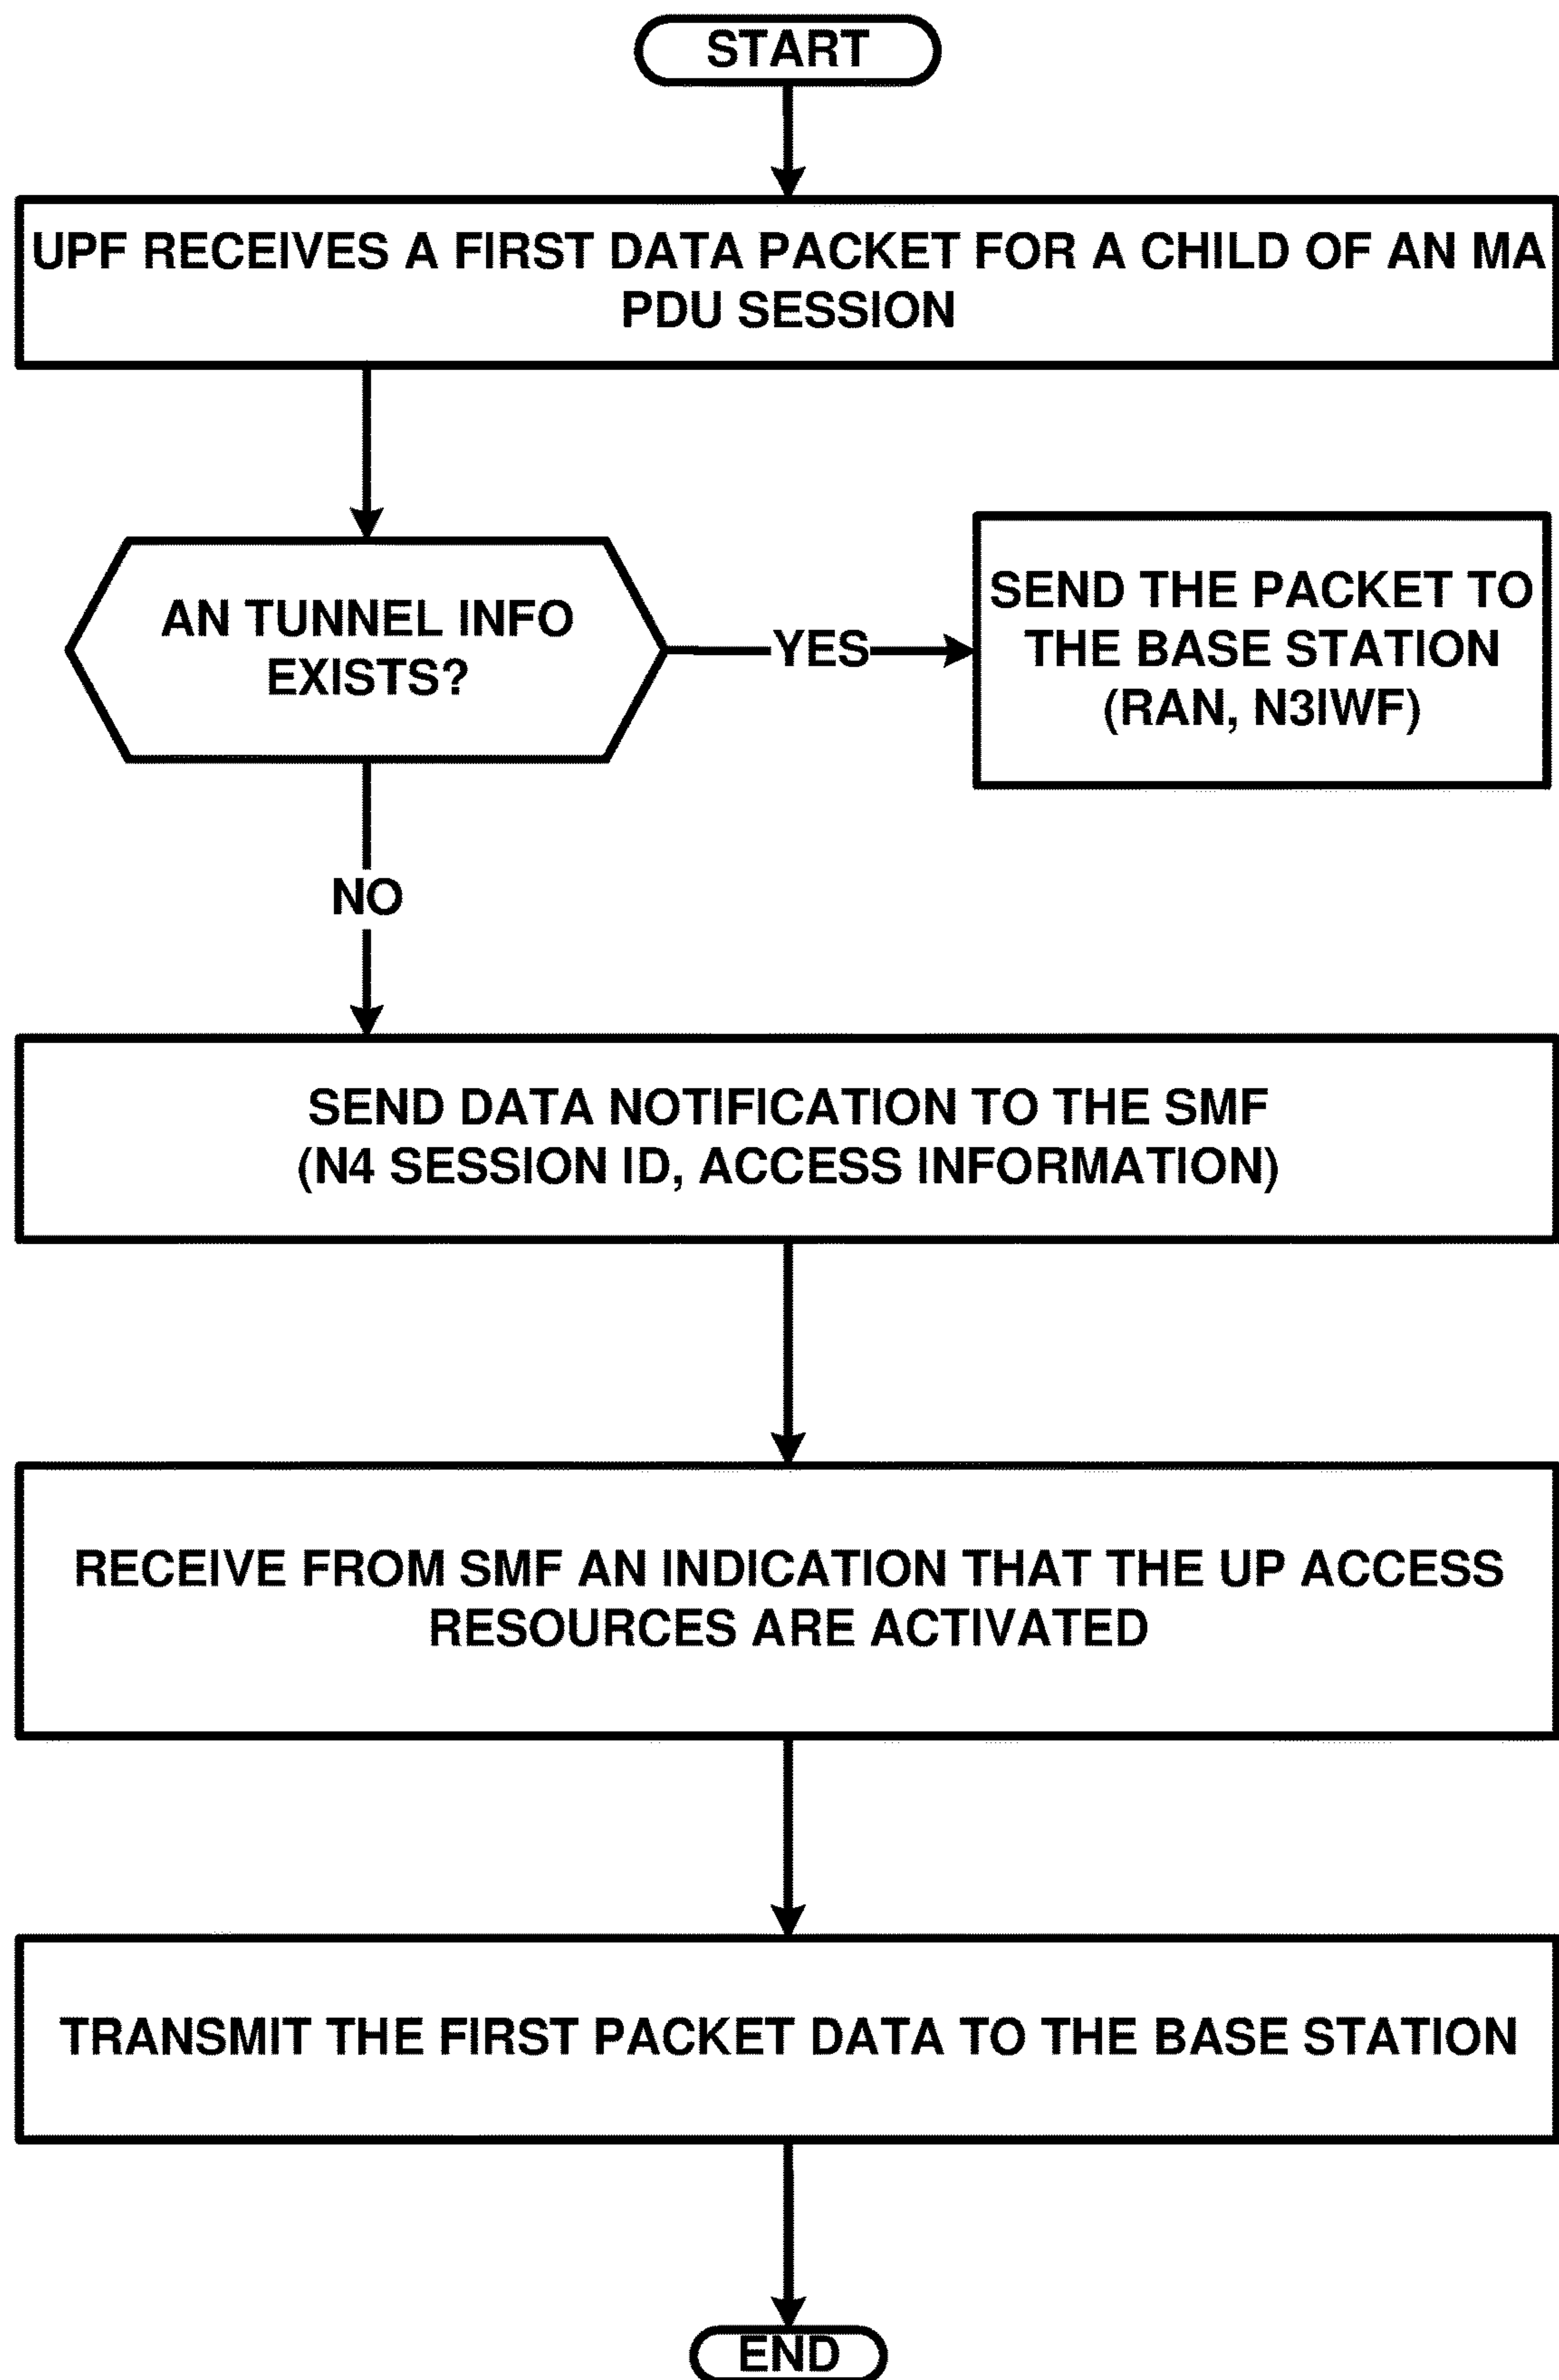 START
UPF RECEIVES A FIRST DATA PACKET FOR A CHILD OF AN MA
PDU SESSION
AN TUNNEL INFO
EXISTS?
YES
SEND THE PACKET TO
THE BASE STATION
(RAN, N3IWF)
NO
SEND DATA NOTIFICATION TO THE SMF
(N4 SESSION ID, ACCESS INFORMATION)
RECEIVE FROM SMF AN INDICATION THAT THE UP ACCESS
RESOURCES ARE ACTIVATED
TRANSMIT THE FIRST PACKET DATA TO THE BASE STATION
END